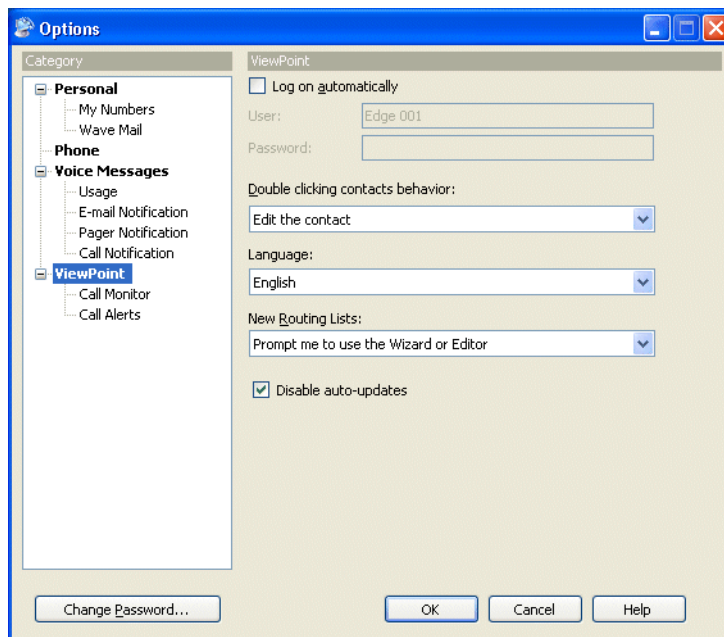 Options
Category
Personal
My Numbers
Wave Mail
Phone
Voice Messages
Usage
E-mail Notification
Pager Notification
Call Notification
ViewPoint
Call Monitor
Call Alerts
ViewPoint
Log on automatically
User: Edge 001
Password:
Double clicking contacts behavior:
Edit the contact
Language:
English
New Routing Lists:
Prompt me to use the Wizard or Editor
Disable auto-updates
Change Password... OK Cancel Help